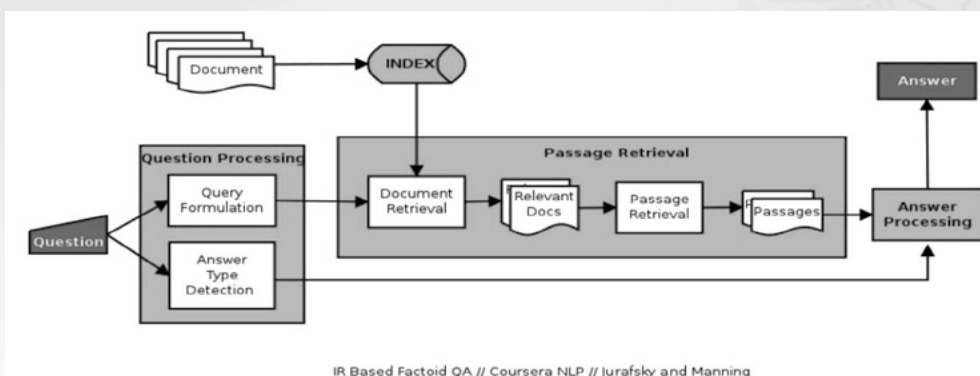 Document
INDEX
Answer
Question Processing
Passage Retrieval
Query
Formulation
Document
Retrieval
Relevant
Docs
Passage
Retrieval
Passages
Answer
Processing
Question
Answer
Type
Detection
IR Based Factoid QA // Coursera NLP // Jurafsky and Manning